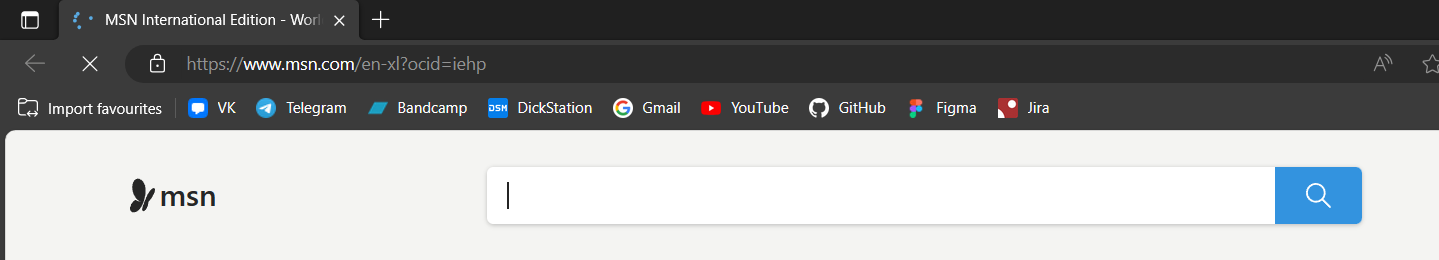 MSN International Edition - Worl
https://www.msn.com/en-xl?ocid=iehp
A
Import favourites VK Telegram Bandcamp DSM DickStation Gmail YouTube GitHub Figma Jira
msn